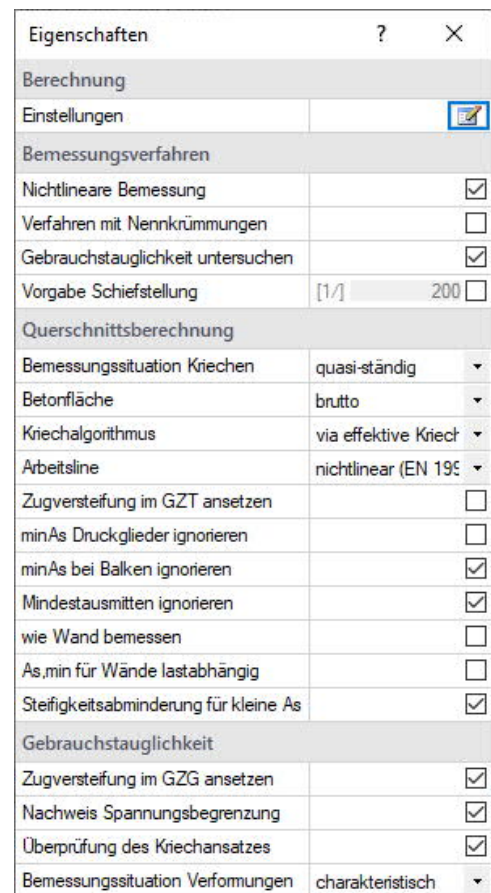 Eigenschaften ? ×
Berechnung
Einstellungen
Bemessungsverfahren
Nichtlineare Bemessung
Verfahren mit Nennkrümmungen
Gebrauchstauglichkeit untersuchen
Vorgabe Schiefstellung [1/] 200
Querschnittsberechnung
Bemessungssituation Kriechen quasi-ständig
Betonfläche brutto
Kriechalgorithmus via effektive Kriech
Arbeitsline nichtlinear (EN 199
Zugversteifung im GZT ansetzen
minAs Druckglieder ignorieren
minAs bei Balken ignorieren
Mindestausmitten ignorieren
wie Wand bemessen
As,min für Wände lastabhängig
Steifigkeitsabminderung für kleine As
Gebrauchstauglichkeit
Zugversteifung im GZG ansetzen
Nachweis Spannungsbegrenzung
Überprüfung des Kriechansatzes
Bemessungssituation Verformungen charakteristisch